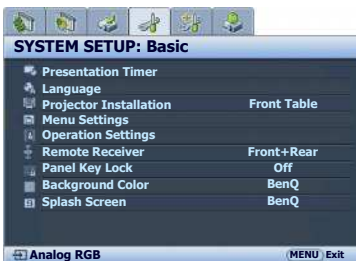 SYSTEM SETUP: Basic
Presentation Timer
Language
Projector Installation Front Table
Menu Settings
Operation Settings
Remote Receiver Front+Rear
Panel Key Lock Off
Background Color BenQ
Splash Screen BenQ
Analog RGB MENU Exit